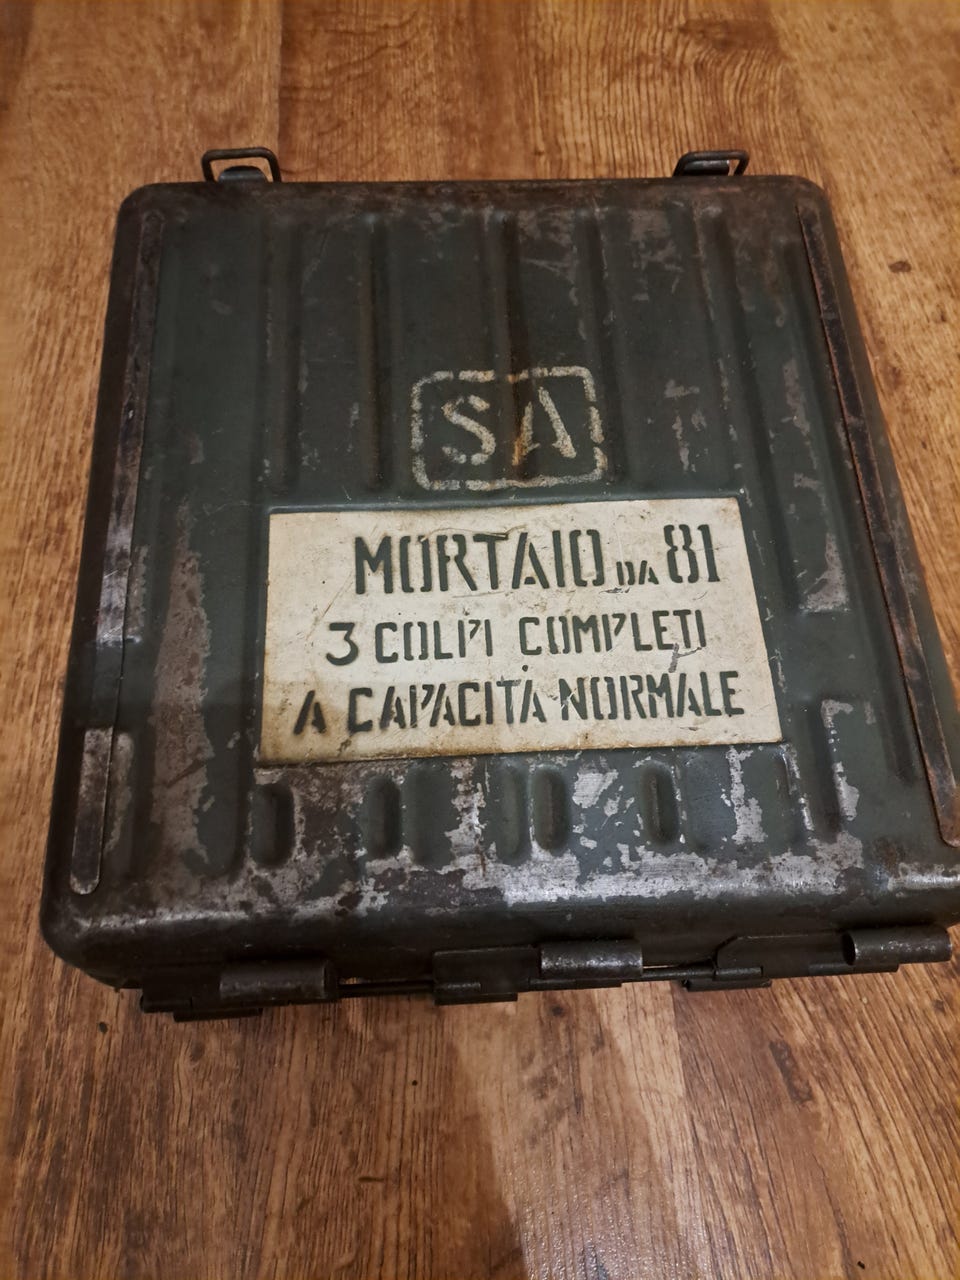 SA
MORTAIO DA 81
3 COLPI COMPLETI
A CAPACITÀ NORMALE